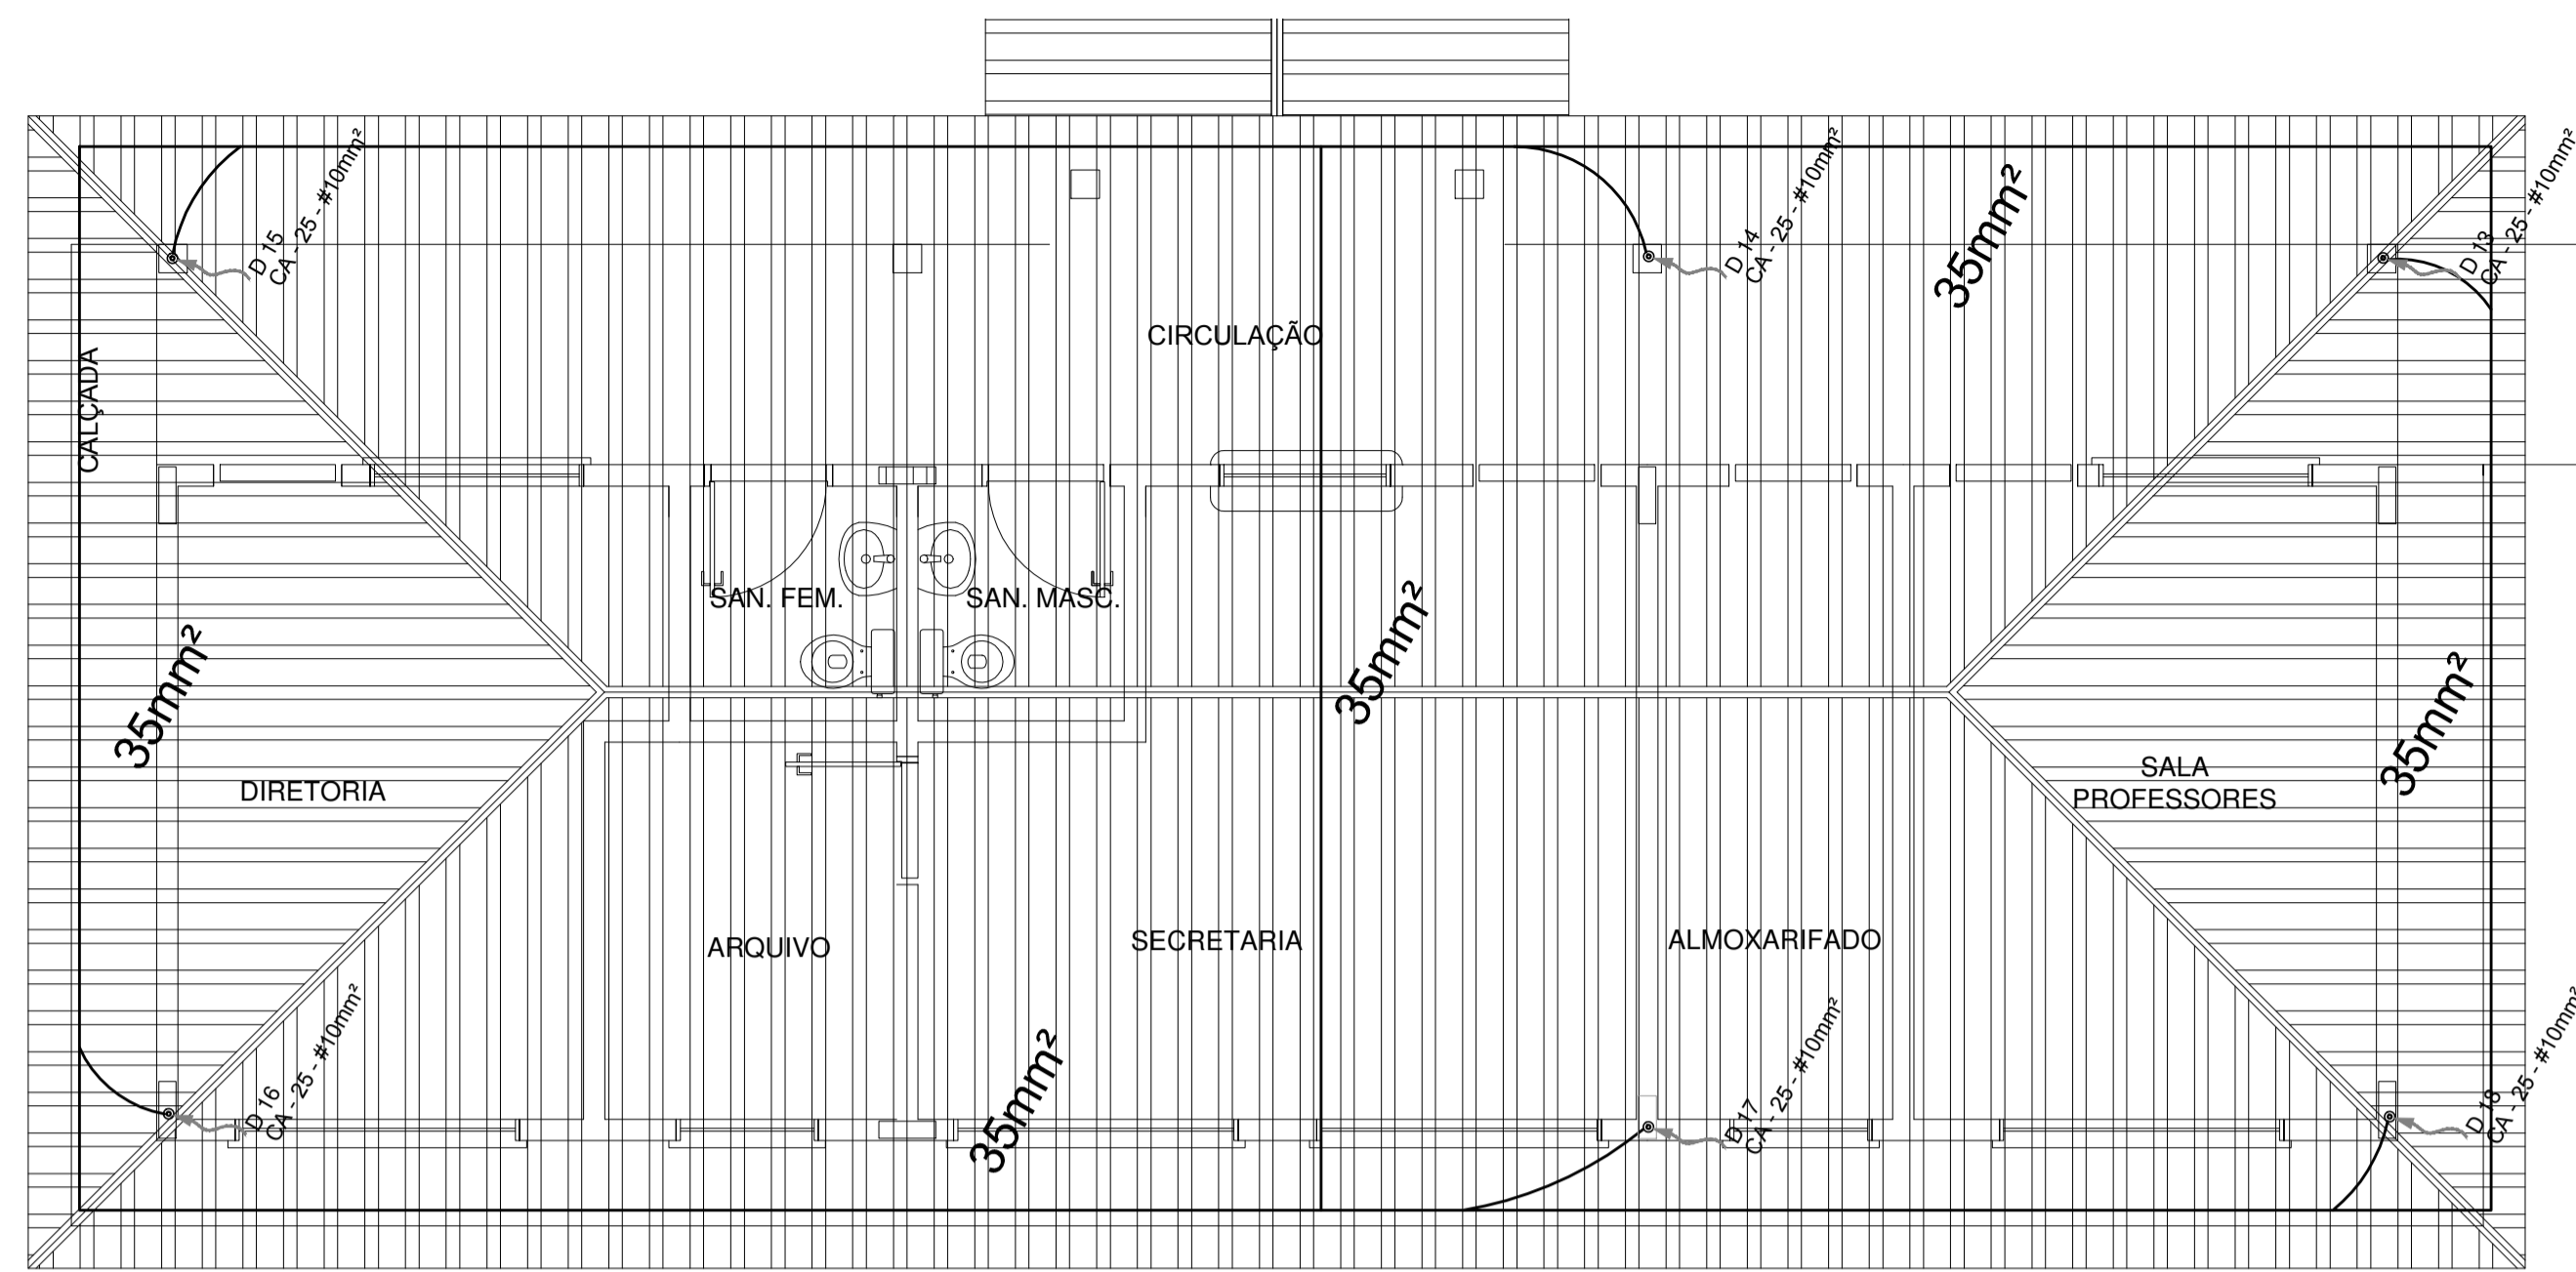 D 15
CA - 25 - #10mm²
D 14
CA - 25 - #10mm²
35mm²
D 13
CA - 25 - #10mm²
CIRCULAÇÃO
CALÇADA
SAN. FEM.
SAN. MASC.
35mm²
35mm²
35mm²
DIRETORIA
SALA
PROFESSORES
ARQUIVO
SECRETARIA
ALMOXARIFADO
D 16
CA - 25 - #10mm²
35mm²
D 17
CA - 25 - #10mm²
D 18
CA - 25 - #10mm²